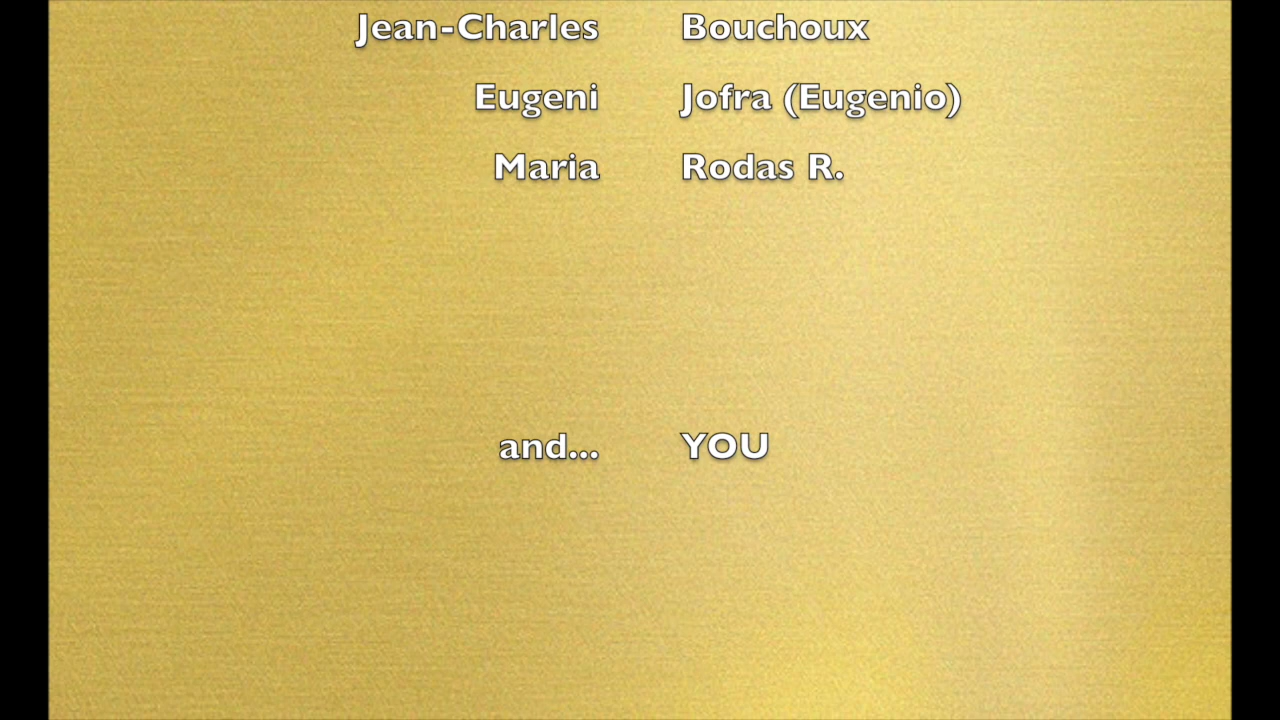 Jean-Charles Bouchoux
Eugeni Jofra (Eugenio)
Maria Rodas R.
and... YOU